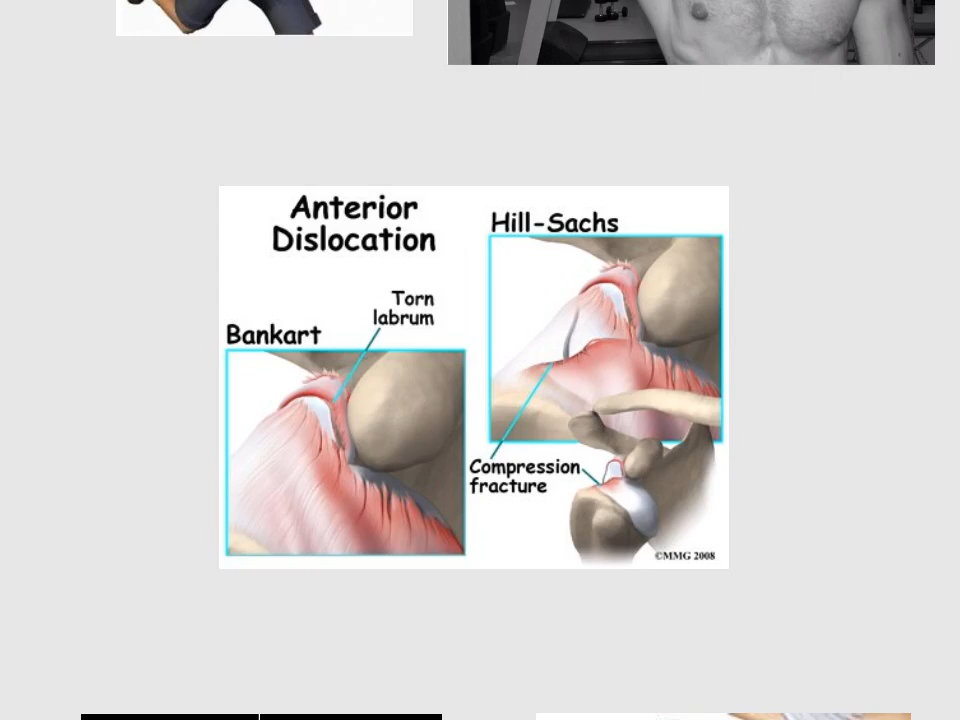 Anterior
Dislocation
Hill-Sachs
Torn
labrum
Bankart
Compression
fracture
©MMG 2008